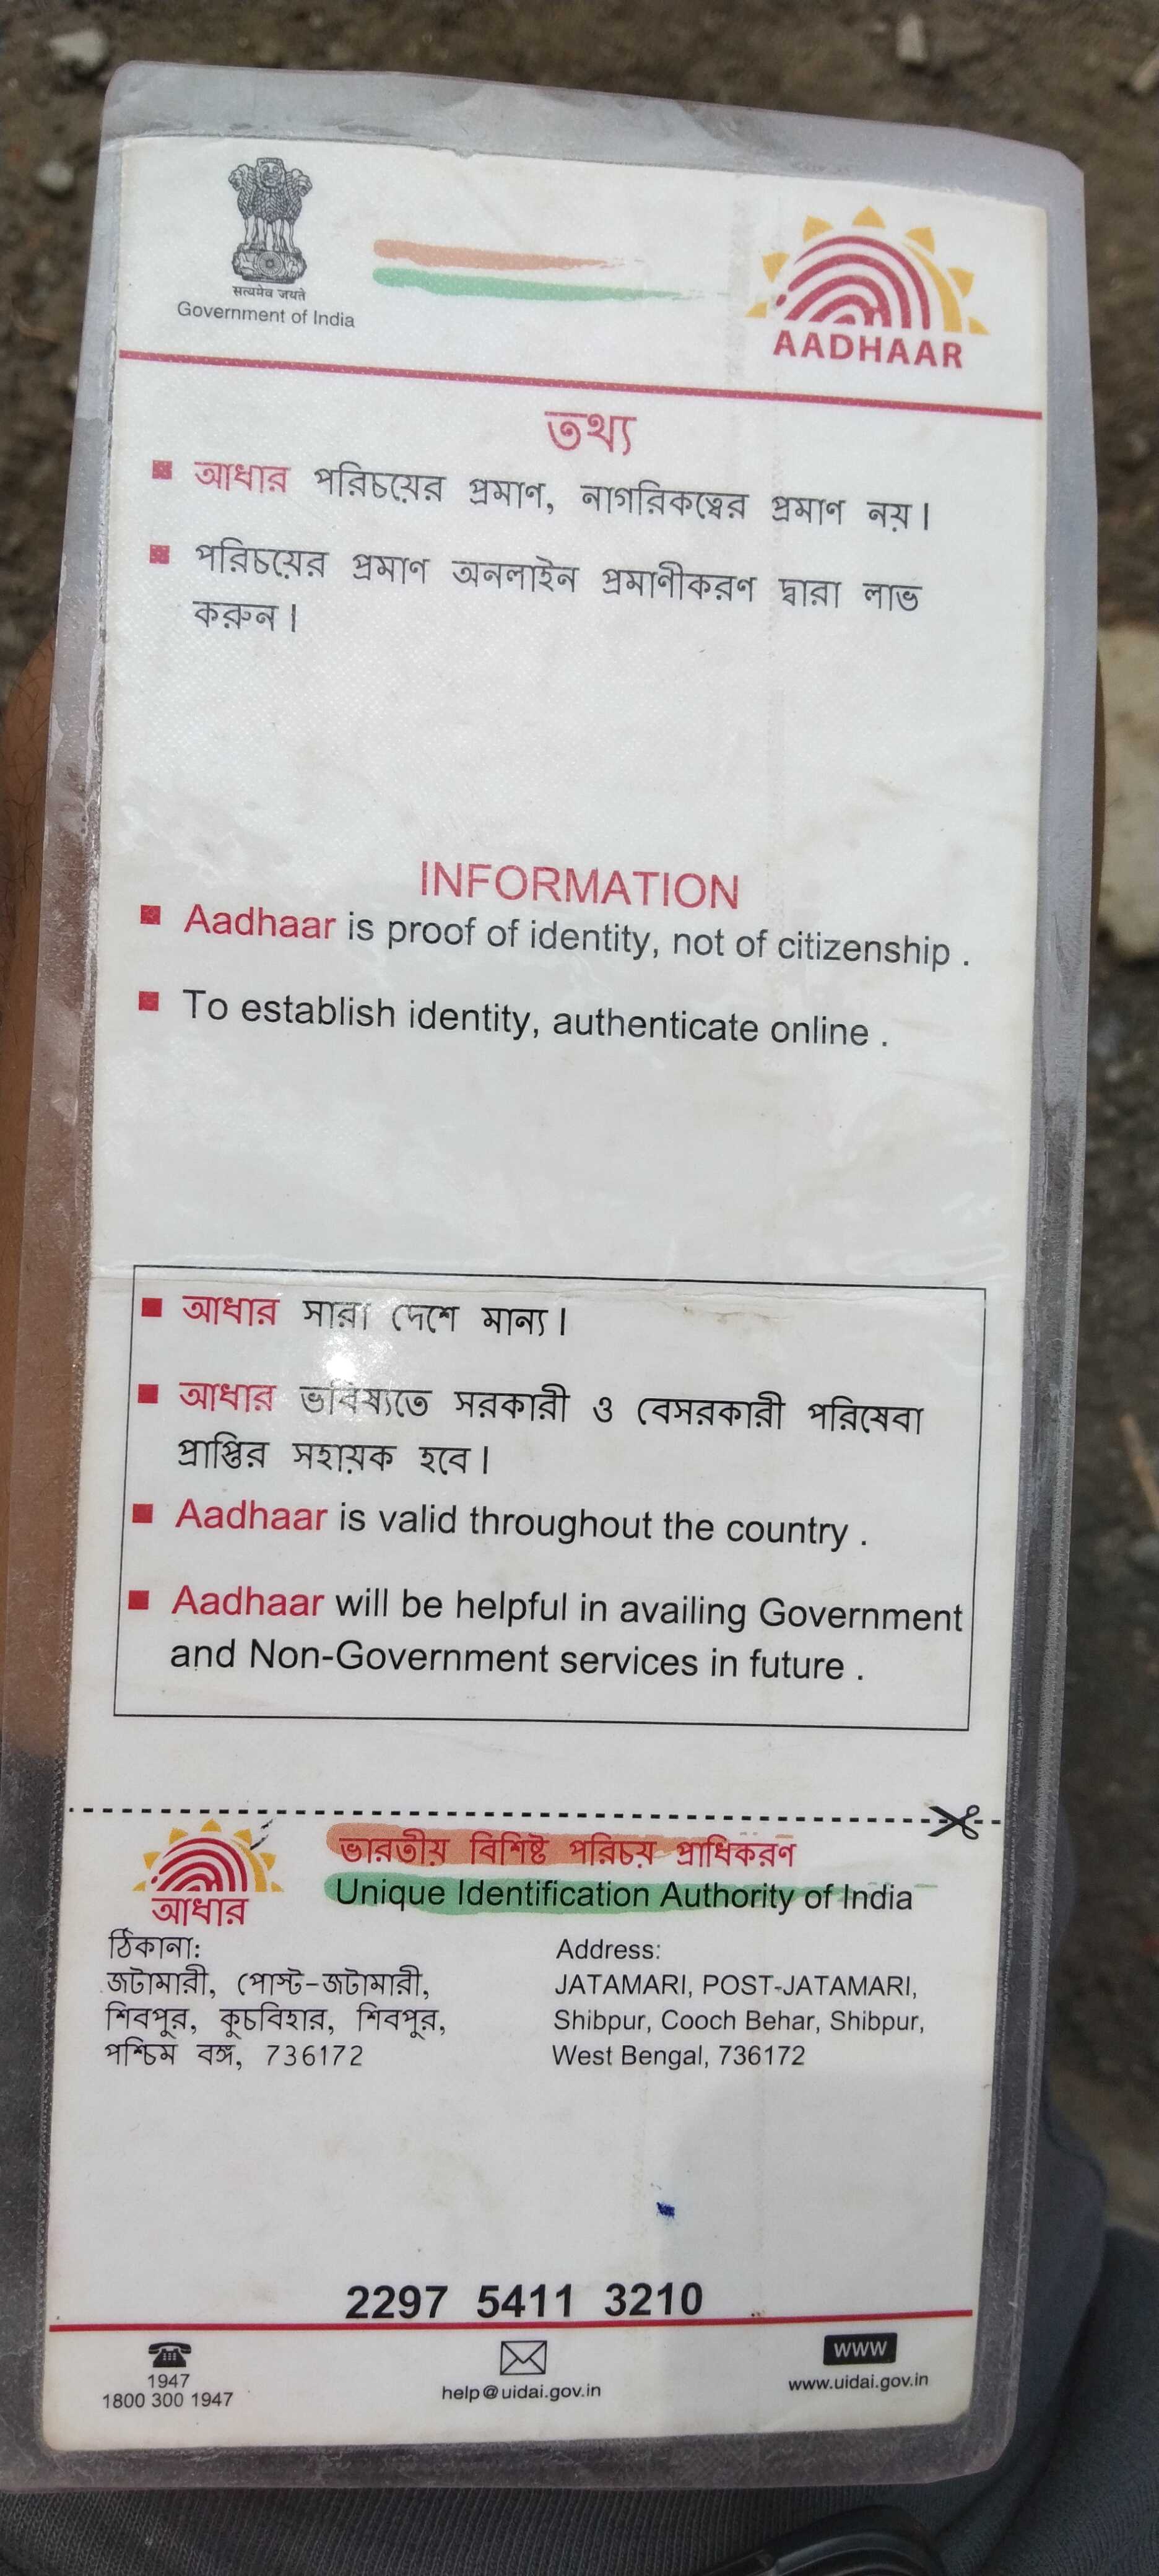 सत्यमेव जयते
Government of India
AADHAAR
তথ্য
আধার পরিচয়ের প্রমাণ, নাগরিকত্বের প্রমাণ নয়।
পরিচয়ের প্রমাণ অনলাইন প্রমাণীকরণ দ্বারা লাভ
করুন।
INFORMATION
Aadhaar is proof of identity, not of citizenship .
To establish identity, authenticate online .
আধার সারা দেশে মান্য।
আধার ভবিষ্যতে সরকারী ও বেসরকারী পরিষেবা
প্রাপ্তির সহায়ক হবে।
Aadhaar is valid throughout the country .
Aadhaar will be helpful in availing Government
and Non-Government services in future .
আধার
ভারতীয় বিশিষ্ট পরিচয় প্রাধিকরণ
Unique Identification Authority of India
ঠিকানা:
জটামারী, পোস্ট-জটামারী,
শিবপুর, কুচবিহার, শিবপুর,
পশ্চিম বঙ্গ, 736172
Address:
JATAMARI, POST-JATAMARI,
Shibpur, Cooch Behar, Shibpur,
West Bengal, 736172
2297 5411 3210
1947
1800 300 1947
help@uidai.gov.in
www
www.uidai.gov.in